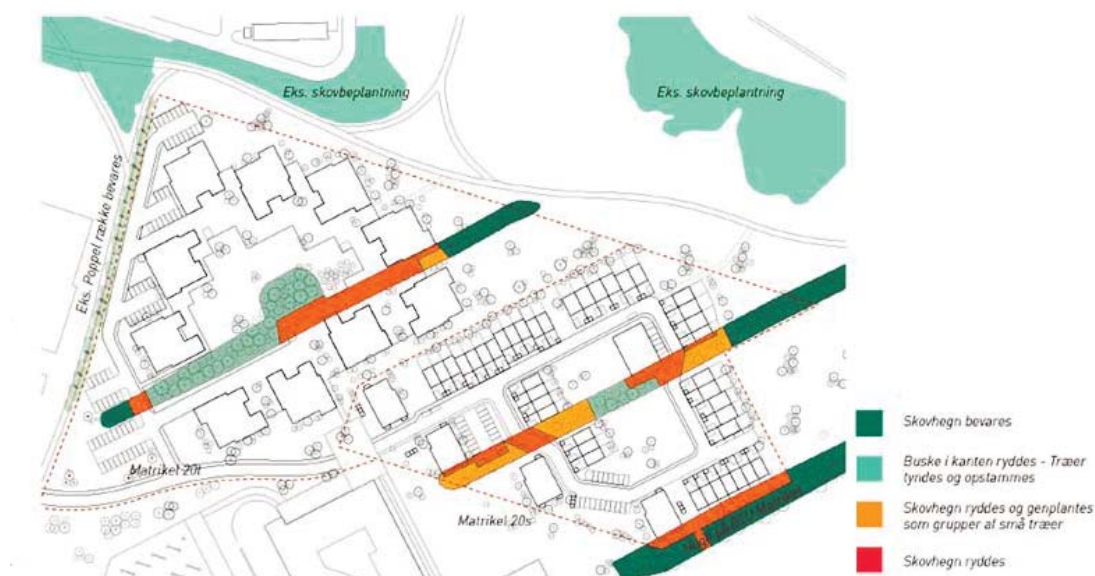 Eks. skovbeplantning
Eks. skovbeplantning
Eks. Poppel række bevares
Matrikel 20t
Matrikel 20s
Skovhegn bevares
Buske i kanten ryddes - Træer
tyndes og opstammes
Skovhegn ryddes og genplantes
som grupper af små træer
Skovhegn ryddes